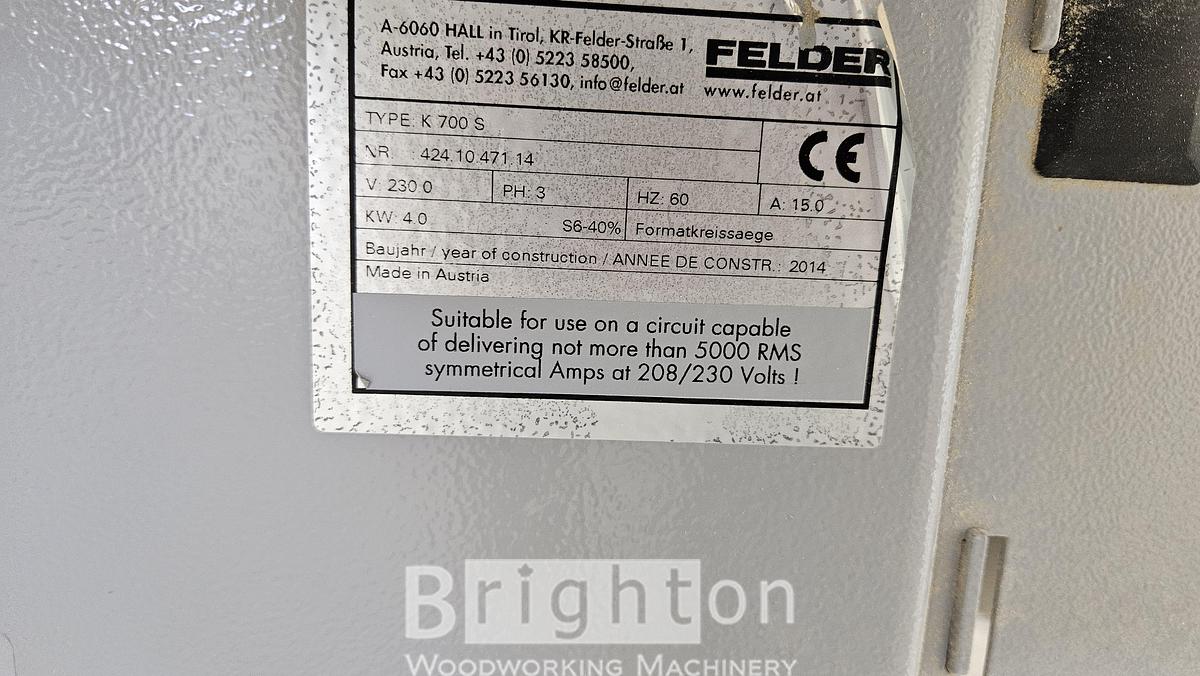 A-6060 HALL in Tirol, KR-Felder-Straße 1,
Austria, Tel. +43 (0) 5223 58500,
Fax +43 (0) 5223 56130, info@felder.at
FELDER
www.felder.at
TYPE: K 700 S
NR. : 424.10.471.14
CE
V: 230.0 PH: 3 HZ: 60 A: 15.0
KW: 4.0 S6-40% Formatkreissaege
Baujahr / year of construction / ANNEE DE CONSTR.: 2014
Made in Austria
Suitable for use on a circuit capable
of delivering not more than 5000 RMS
symmetrical Amps at 208/230 Volts !
Brighton
WOODWORKING MACHINERY